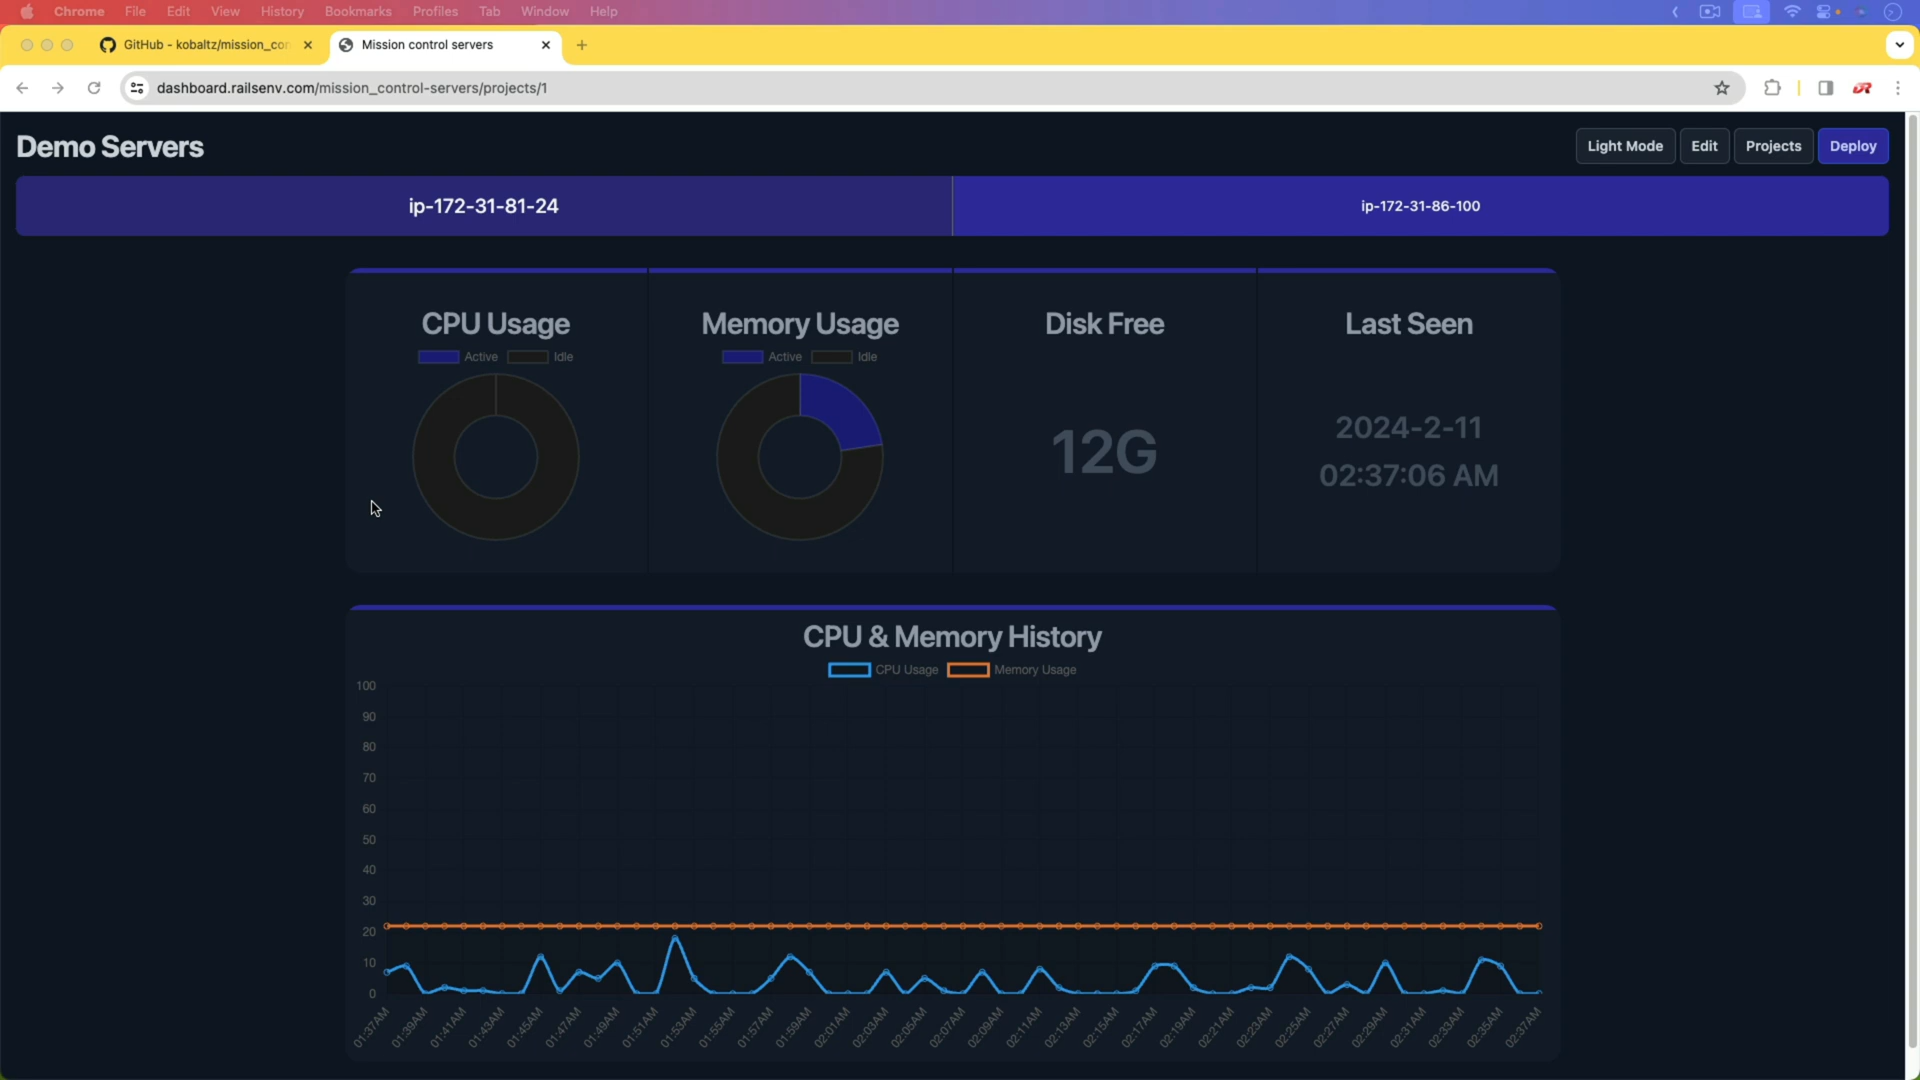 Chrome File Edit View History Bookmarks Profiles Tab Window Help
GitHub - kobaltz/mission_cor
Mission control servers
dashboard.railsenv.com/mission_control-servers/projects/1
Demo Servers
Light Mode
Edit
Projects
Deploy
ip-172-31-81-24
ip-172-31-86-100
CPU Usage
Active Idle
Memory Usage
Active Idle
Disk Free
12G
Last Seen
2024-2-11
02:37:06 AM
CPU & Memory History
CPU Usage Memory Usage
100
90
80
70
60
50
40
30
20
10
0
01:37AM
01:39AM
01:41AM
01:43AM
01:45AM
01:47AM
01:49AM
01:51AM
01:53AM
01:55AM
01:57AM
01:59AM
02:01AM
02:03AM
02:05AM
02:07AM
02:09AM
02:11AM
02:13AM
02:15AM
02:17AM
02:19AM
02:21AM
02:23AM
02:25AM
02:27AM
02:29AM
02:31AM
02:33AM
02:35AM
02:37AM